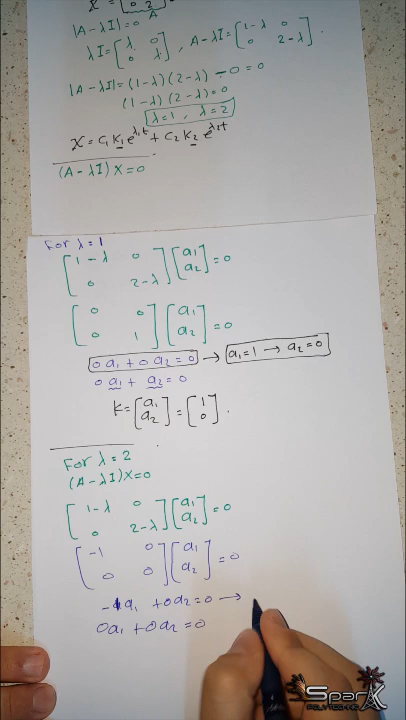 X = [0 2]
A
|A-λI|=0
λI=[λ 0 0 λ], A-λI=[1-λ 0 0 2-λ].
|A-λI|=(1-λ)(2-λ)-0=0
(1-λ)(2-λ)=0
λ=1, λ=2
X=C₁K₁e^λ₁t + C₂K₂e^λ₂t
(A-λI)X=0
For λ=1
[1-λ 0 0 2-λ][a₁ a₂]=0
[0 0 0 1][a₁ a₂]=0
0a₁+0a₂=0 → a₁=1 → a₂=0
0a₁+a₂=0
K=[a₁ a₂]=[1 0].
For λ=2
(A-λI)X=0
[1-λ 0 0 2-λ][a₁ a₂]=0
[-1 0 0 0][a₁ a₂]=0
-1a₁+0a₂=0 →
0a₁+0a₂=0
SparX